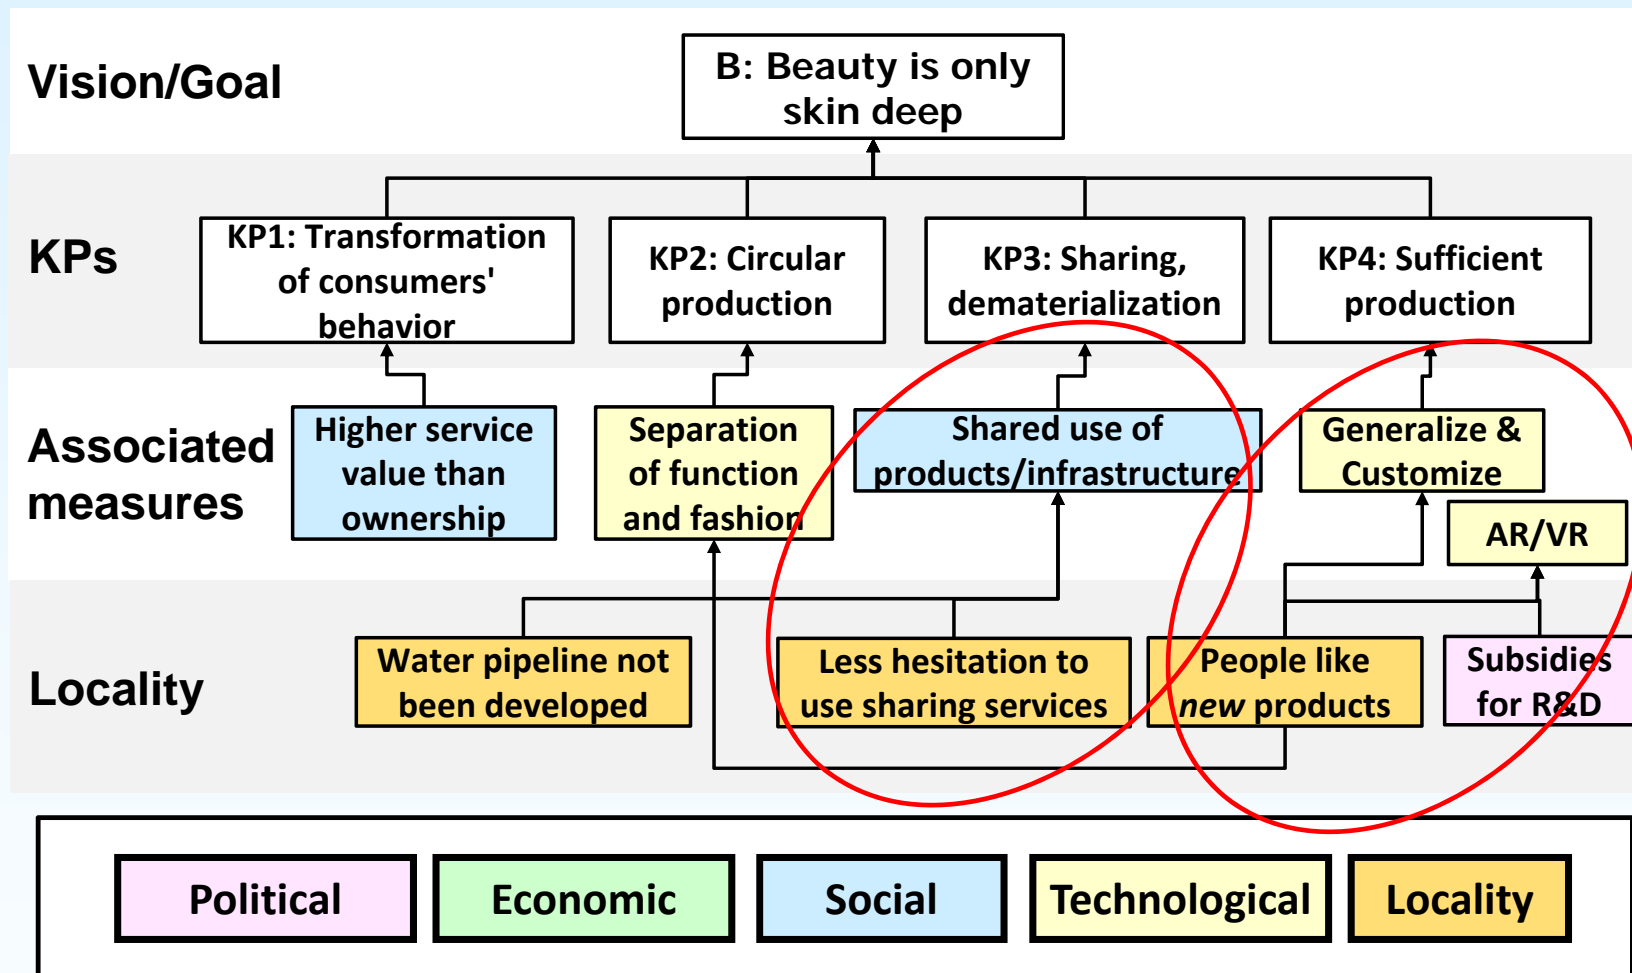 Vision/Goal
B: Beauty is only
skin deep
KPs
KP1: Transformation
of consumers'
behavior
KP2: Circular
production
KP3: Sharing,
dematerialization
KP4: Sufficient
production
Associated
measures
Higher service
value than
ownership
Separation
of function
and fashion
Shared use of
products/infrastructure
Generalize &
Customize
AR/VR
Locality
Water pipeline not
been developed
Less hesitation to
use sharing services
People like
new products
Subsidies
for R&D
Political
Economic
Social
Technological
Locality